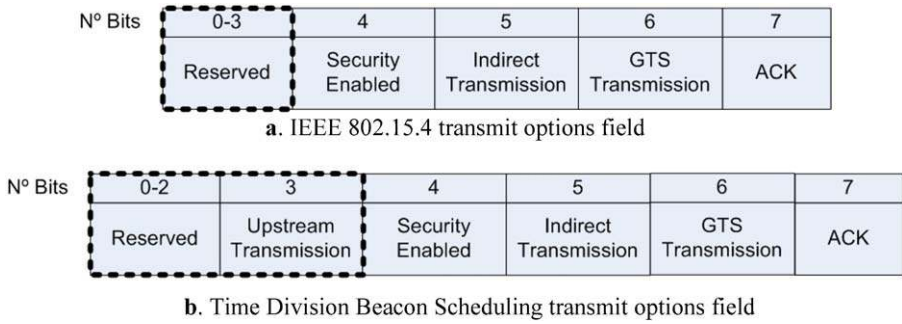 Nº Bits 0-3 4 5 6 7
Reserved Security Enabled Indirect Transmission GTS Transmission ACK
a. IEEE 802.15.4 transmit options field
Nº Bits 0-2 3 4 5 6 7
Reserved Upstream Transmission Security Enabled Indirect Transmission GTS Transmission ACK
b. Time Division Beacon Scheduling transmit options field